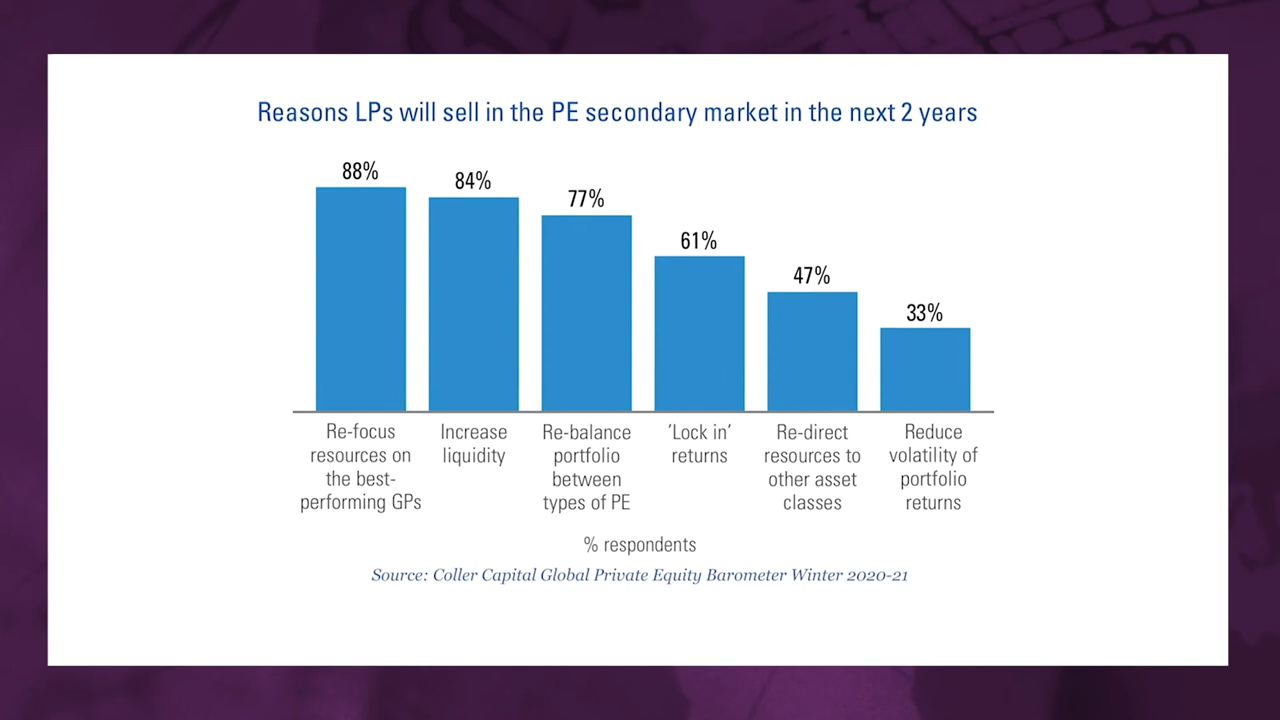 Reasons LPs will sell in the PE secondary market in the next 2 years
88%
84%
77%
61%
47%
33%
Re-focus
resources on
the best-
performing GPs
Increase
liquidity
Re-balance
portfolio
between
types of PE
‘Lock in’
returns
Re-direct
resources to
other asset
classes
Reduce
volatility of
portfolio
returns
% respondents
Source: Coller Capital Global Private Equity Barometer Winter 2020-21